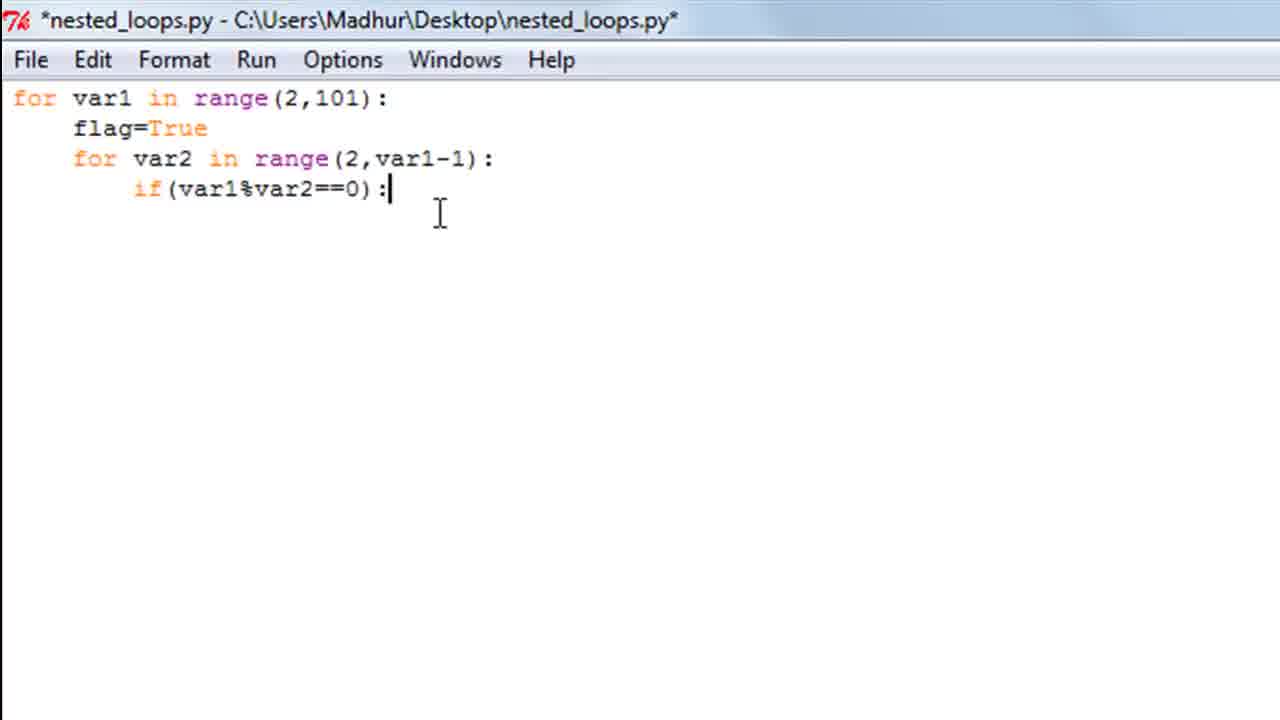 *nested_loops.py - C:\Users\Madhur\Desktop\nested_loops.py*
File Edit Format Run Options Windows Help
for var1 in range(2,101):
    flag=True
    for var2 in range(2,var1-1):
        if(var1%var2==0):